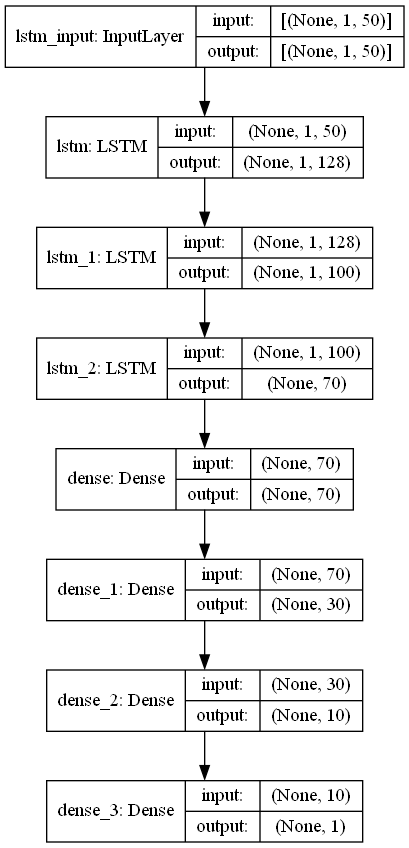 lstm_input: InputLayer
input: [(None, 1, 50)]
output: [(None, 1, 50)]
lstm: LSTM
input: (None, 1, 50)
output: (None, 1, 128)
lstm_1: LSTM
input: (None, 1, 128)
output: (None, 1, 100)
lstm_2: LSTM
input: (None, 1, 100)
output: (None, 70)
dense: Dense
input: (None, 70)
output: (None, 70)
dense_1: Dense
input: (None, 70)
output: (None, 30)
dense_2: Dense
input: (None, 30)
output: (None, 10)
dense_3: Dense
input: (None, 10)
output: (None, 1)